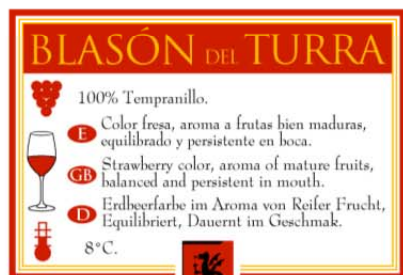 BLASÓN DEL TURRA
100% Tempranillo.
E Color fresa, aroma a frutas bien maduras,
equilibrado y persistente en boca.
GB Strawberry color, aroma of mature fruits,
balanced and persistent in mouth.
D Erdbeerfarbe im Aroma von Reifer Frucht,
Equilibriert, Dauernt im Geschmak.
8°C.